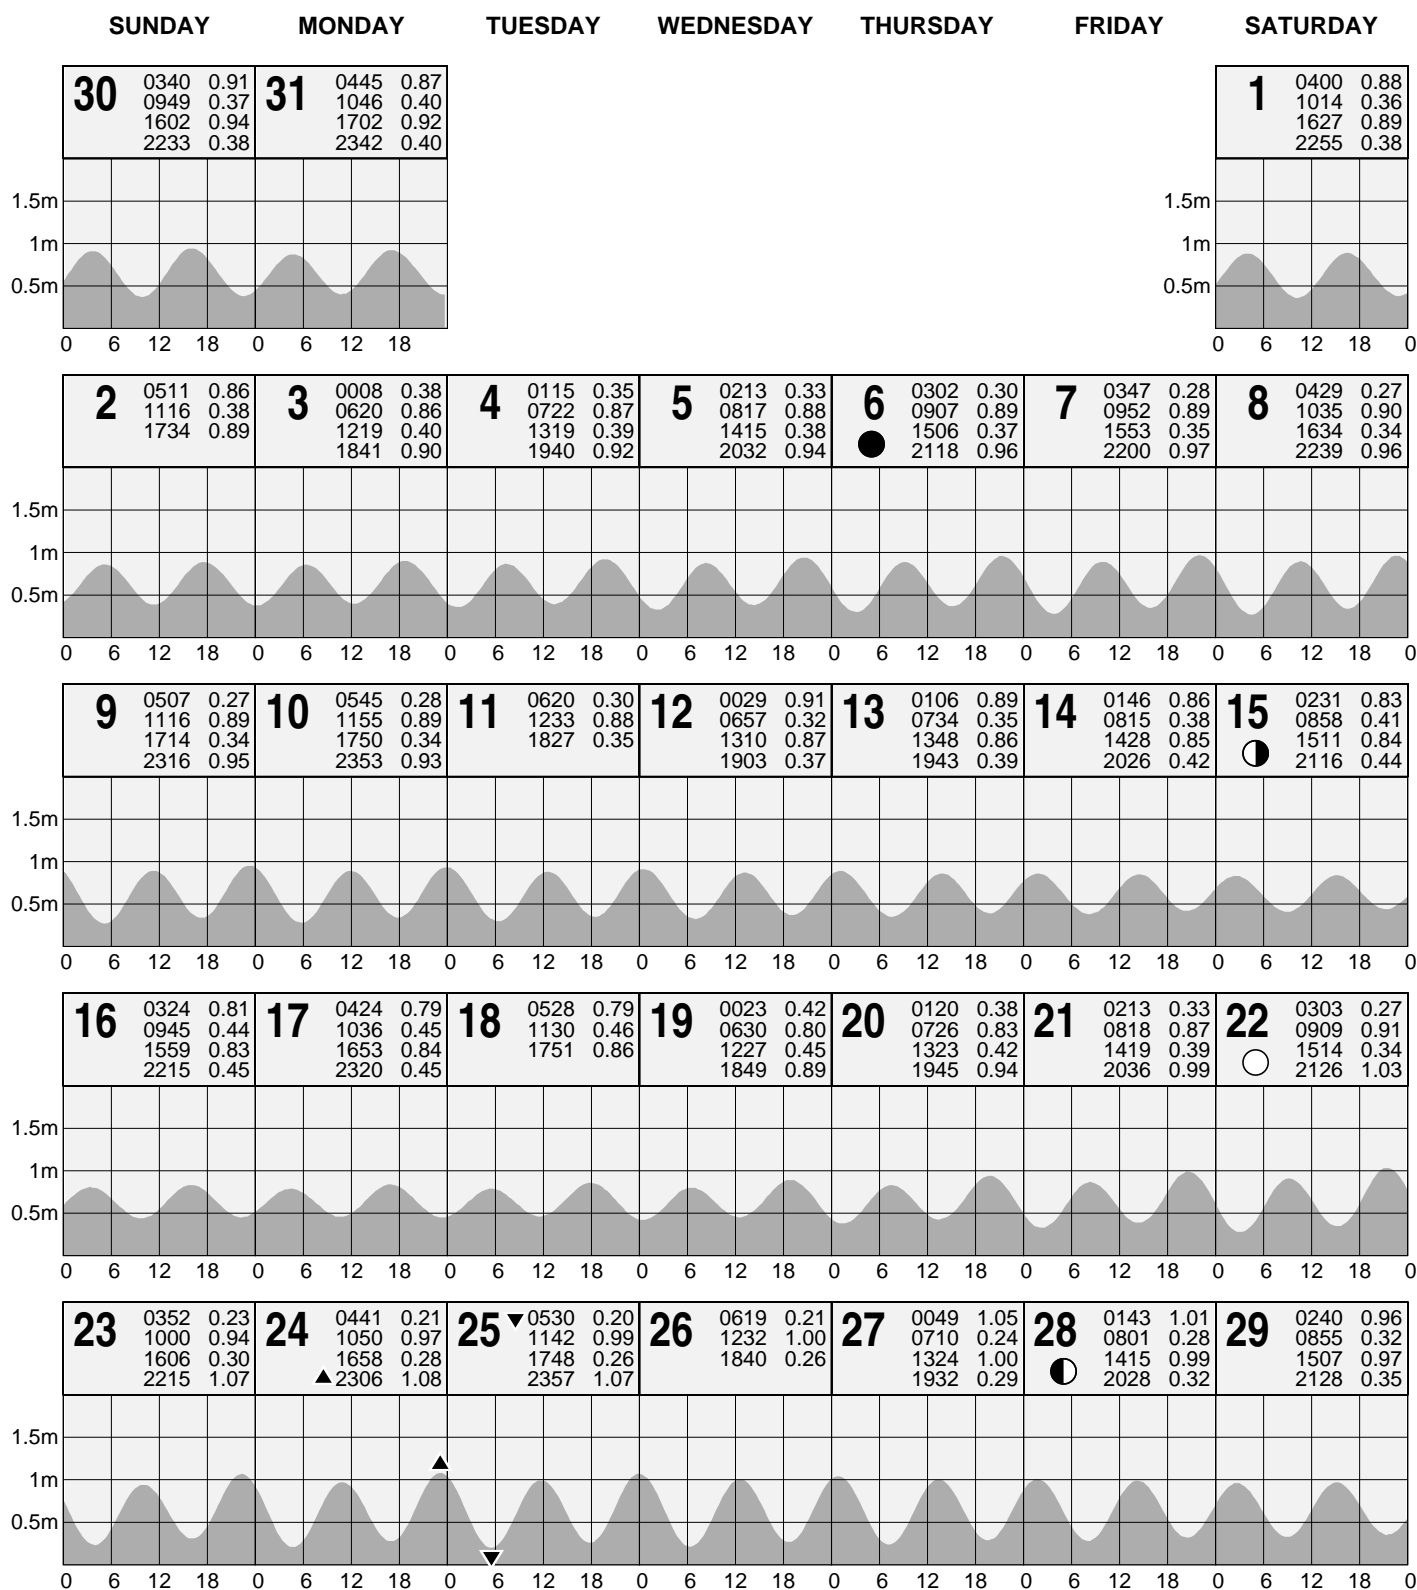 SUNDAY MONDAY TUESDAY WEDNESDAY THURSDAY FRIDAY SATURDAY
30 0340 0.91 31 0445 0.87 1 0400 0.88
0949 0.37 1046 0.40 1014 0.36
1602 0.94 1702 0.92 1627 0.89
2233 0.38 2342 0.40 2255 0.38
1.5m 1.5m
1m 1m
0.5m 0.5m
0 6 12 18 0 6 12 18 0 6 12 18 0
2 0511 0.86 3 0008 0.38 4 0115 0.35 5 0213 0.33 6 0302 0.30 7 0347 0.28 8 0429 0.27
1116 0.38 0620 0.86 0722 0.87 0817 0.88 0907 0.89 0952 0.89 1035 0.90
1734 0.89 1219 0.40 1319 0.39 1415 0.38 1506 0.37 1553 0.35 1634 0.34
1841 0.90 1940 0.92 2032 0.94 2118 0.96 2200 0.97 2239 0.96
1.5m
1m
0.5m
0 6 12 18 0 6 12 18 0 6 12 18 0 6 12 18 0 6 12 18 0 6 12 18 0 6 12 18 0
9 0507 0.27 10 0545 0.28 11 0620 0.30 12 0029 0.91 13 0106 0.89 14 0146 0.86 15 0231 0.83
1116 0.89 1155 0.89 1233 0.88 0657 0.32 0734 0.35 0815 0.38 0858 0.41
1714 0.34 1750 0.34 1827 0.35 1310 0.87 1348 0.86 1428 0.85 1511 0.84
2316 0.95 2353 0.93 1903 0.37 1943 0.39 2026 0.42 2116 0.44
1.5m
1m
0.5m
0 6 12 18 0 6 12 18 0 6 12 18 0 6 12 18 0 6 12 18 0 6 12 18 0 6 12 18 0
16 0324 0.81 17 0424 0.79 18 0528 0.79 19 0023 0.42 20 0120 0.38 21 0213 0.33 22 0303 0.27
0945 0.44 1036 0.45 1130 0.46 0630 0.80 0726 0.83 0818 0.87 0909 0.91
1559 0.83 1653 0.84 1751 0.86 1227 0.45 1323 0.42 1419 0.39 1514 0.34
2215 0.45 2320 0.45 1849 0.89 1945 0.94 2036 0.99 2126 1.03
1.5m
1m
0.5m
0 6 12 18 0 6 12 18 0 6 12 18 0 6 12 18 0 6 12 18 0 6 12 18 0 6 12 18 0
23 0352 0.23 24 0441 0.21 25 0530 0.20 26 0619 0.21 27 0049 1.05 28 0143 1.01 29 0240 0.96
1000 0.94 1050 0.97 1142 0.99 1232 1.00 0710 0.24 0801 0.28 0855 0.32
1606 0.30 1658 0.28 1748 0.26 1840 0.26 1324 1.00 1415 0.99 1507 0.97
2215 1.07 2306 1.08 2357 1.07 1932 0.29 2028 0.32 2128 0.35
1.5m
1m
0.5m
0 6 12 18 0 6 12 18 0 6 12 18 0 6 12 18 0 6 12 18 0 6 12 18 0 6 12 18 0